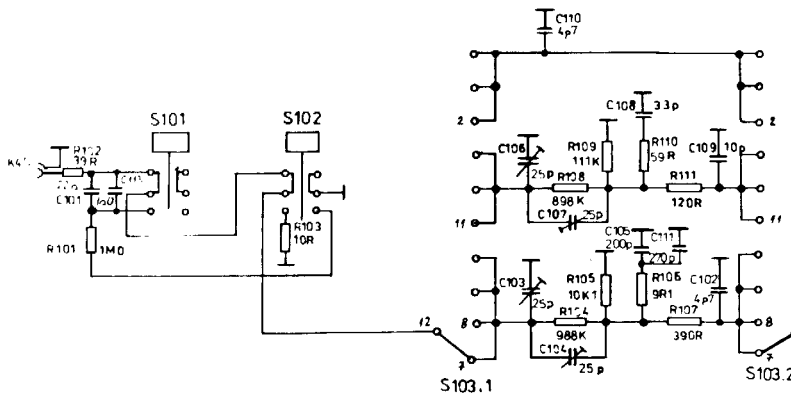 C110
4p7
S101
S102
2
C108
33p
2
R102
39R
C106
25p
R109
111K
R110
59R
C109
10p
C101
R108
898K
R111
120R
11
C107
25p
11
R101
1M0
R103
10R
C105
200p
C111
270p
C103
25p
R105
10K1
R106
9R1
C102
4p7
12
8
R104
988K
R107
390R
8
C104
25p
7
7
S103.1
S103.2